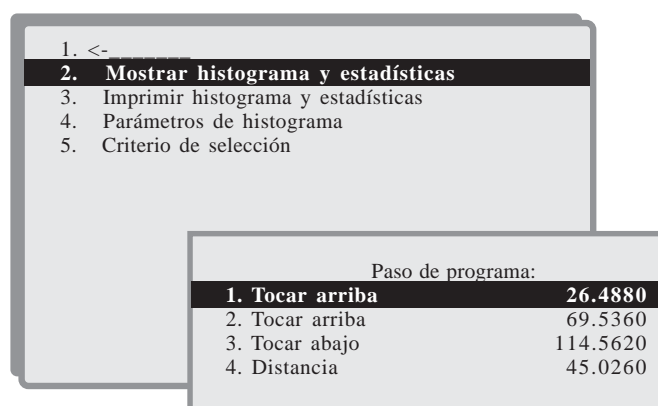 1. <-_______
2. Mostrar histograma y estadísticas
3. Imprimir histograma y estadísticas
4. Parámetros de histograma
5. Criterio de selección
Paso de programa:
1. Tocar arriba 26.4880
2. Tocar arriba 69.5360
3. Tocar abajo 114.5620
4. Distancia 45.0260